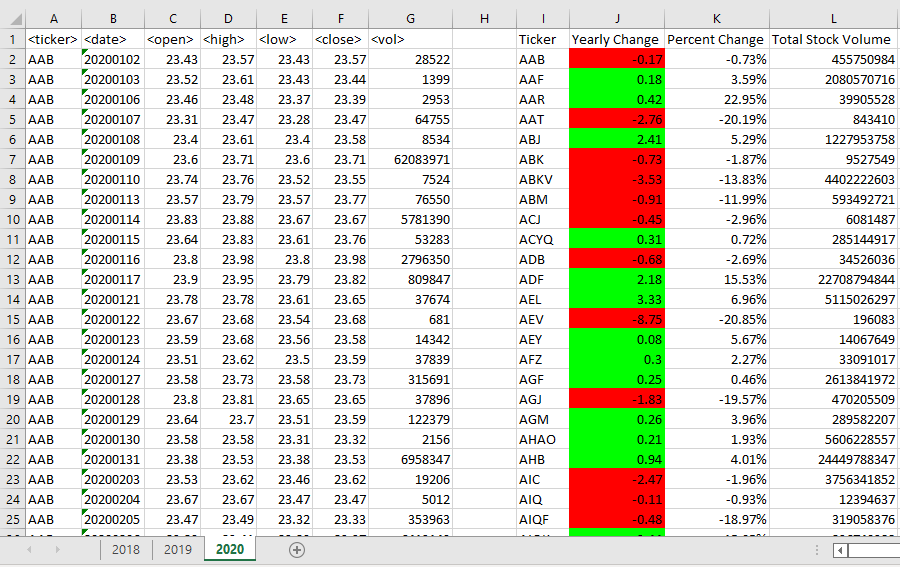 A B C D E F G H I J K L
1 <ticker> <date> <open> <high> <low> <close> <vol> Ticker Yearly Change Percent Change Total Stock Volume
2 AAB 20200102 23.43 23.57 23.43 23.57 28522 AAB -0.17 -0.73% 455750984
3 AAB 20200103 23.52 23.61 23.43 23.44 1399 AAF 0.18 3.59% 2080570716
4 AAB 20200106 23.46 23.48 23.37 23.39 2953 AAR 0.42 22.95% 39905528
5 AAB 20200107 23.31 23.47 23.28 23.47 64755 AAT -2.76 -20.19% 843410
6 AAB 20200108 23.4 23.61 23.4 23.58 8534 ABJ 2.41 5.29% 1227953758
7 AAB 20200109 23.6 23.71 23.6 23.71 62083971 ABK -0.73 -1.87% 9527549
8 AAB 20200110 23.74 23.76 23.52 23.55 7524 ABKV -3.53 -13.83% 4402222603
9 AAB 20200113 23.57 23.79 23.57 23.77 76550 ABM -0.91 -11.99% 593492721
10 AAB 20200114 23.83 23.88 23.67 23.67 5781390 ACJ -0.45 -2.96% 6081487
11 AAB 20200115 23.64 23.83 23.61 23.76 53283 ACYQ 0.31 0.72% 285144917
12 AAB 20200116 23.8 23.98 23.8 23.98 2796350 ADB -0.68 -2.69% 34526036
13 AAB 20200117 23.9 23.95 23.79 23.82 809847 ADF 2.18 15.53% 22708794844
14 AAB 20200121 23.78 23.78 23.61 23.65 37674 AEL 3.33 6.96% 5115026297
15 AAB 20200122 23.67 23.68 23.54 23.68 681 AEV -8.75 -20.85% 196083
16 AAB 20200123 23.59 23.68 23.56 23.58 14342 AEY 0.08 5.67% 14067649
17 AAB 20200124 23.51 23.62 23.5 23.59 37839 AFZ 0.3 2.27% 33091017
18 AAB 20200127 23.58 23.73 23.58 23.73 315691 AGF 0.25 0.46% 2613841972
19 AAB 20200128 23.8 23.81 23.65 23.65 37896 AGJ -1.83 -19.57% 470205509
20 AAB 20200129 23.64 23.7 23.51 23.59 122379 AGM 0.26 3.96% 289582207
21 AAB 20200130 23.58 23.58 23.31 23.32 2156 AHAO 0.21 1.93% 5606228557
22 AAB 20200131 23.38 23.53 23.38 23.53 6958347 AHB 0.94 4.01% 24449788347
23 AAB 20200203 23.53 23.62 23.46 23.62 19206 AIC -2.47 -1.96% 3756341852
24 AAB 20200204 23.67 23.67 23.47 23.47 5012 AIQ -0.11 -0.93% 12394637
25 AAB 20200205 23.47 23.49 23.32 23.33 353963 AIQF -0.48 -18.97% 319058376
2018 2019 2020